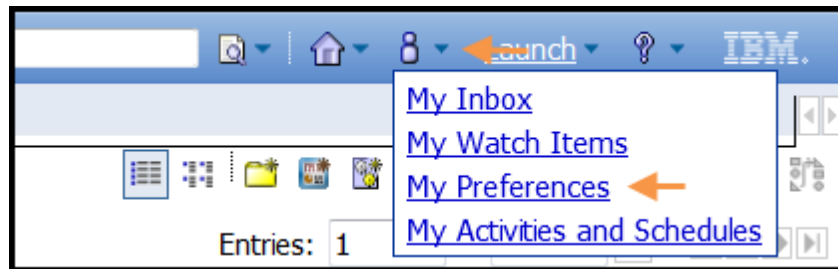 Launch
IBM.
My Inbox
My Watch Items
My Preferences
My Activities and Schedules
Entries: 1